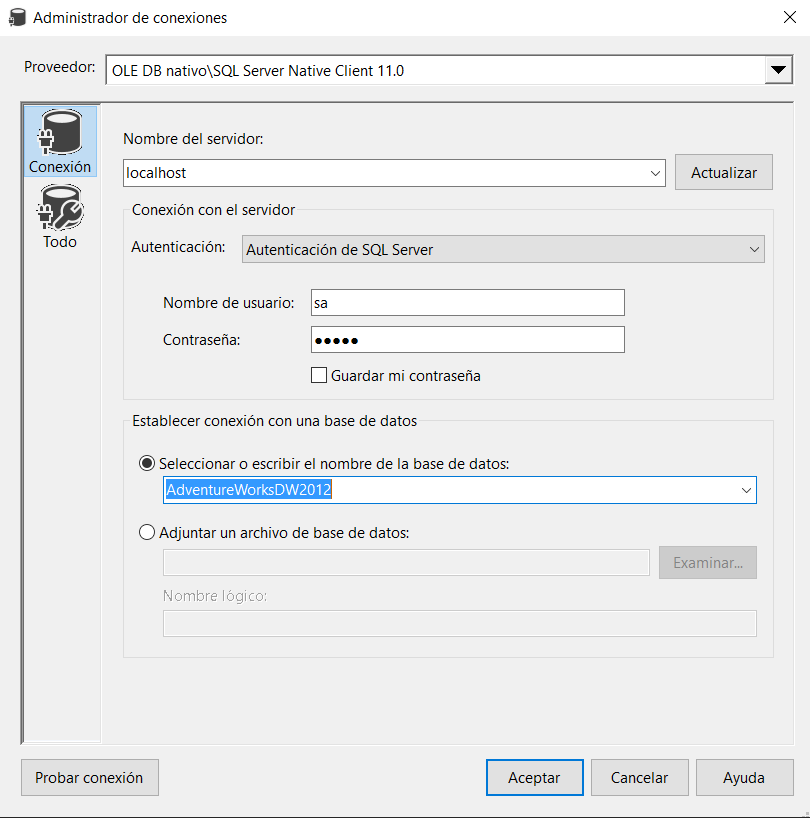 Administrador de conexiones
Proveedor: OLE DB nativo\SQL Server Native Client 11.0
Conexión
Todo
Nombre del servidor:
localhost Actualizar
Conexión con el servidor
Autenticación: Autenticación de SQL Server
Nombre de usuario: sa
Contraseña: ●●●●●
Guardar mi contraseña
Establecer conexión con una base de datos
Seleccionar o escribir el nombre de la base de datos:
AdventureWorksDW2012
Adjuntar un archivo de base de datos:
Examinar...
Nombre lógico:
Probar conexión Aceptar Cancelar Ayuda